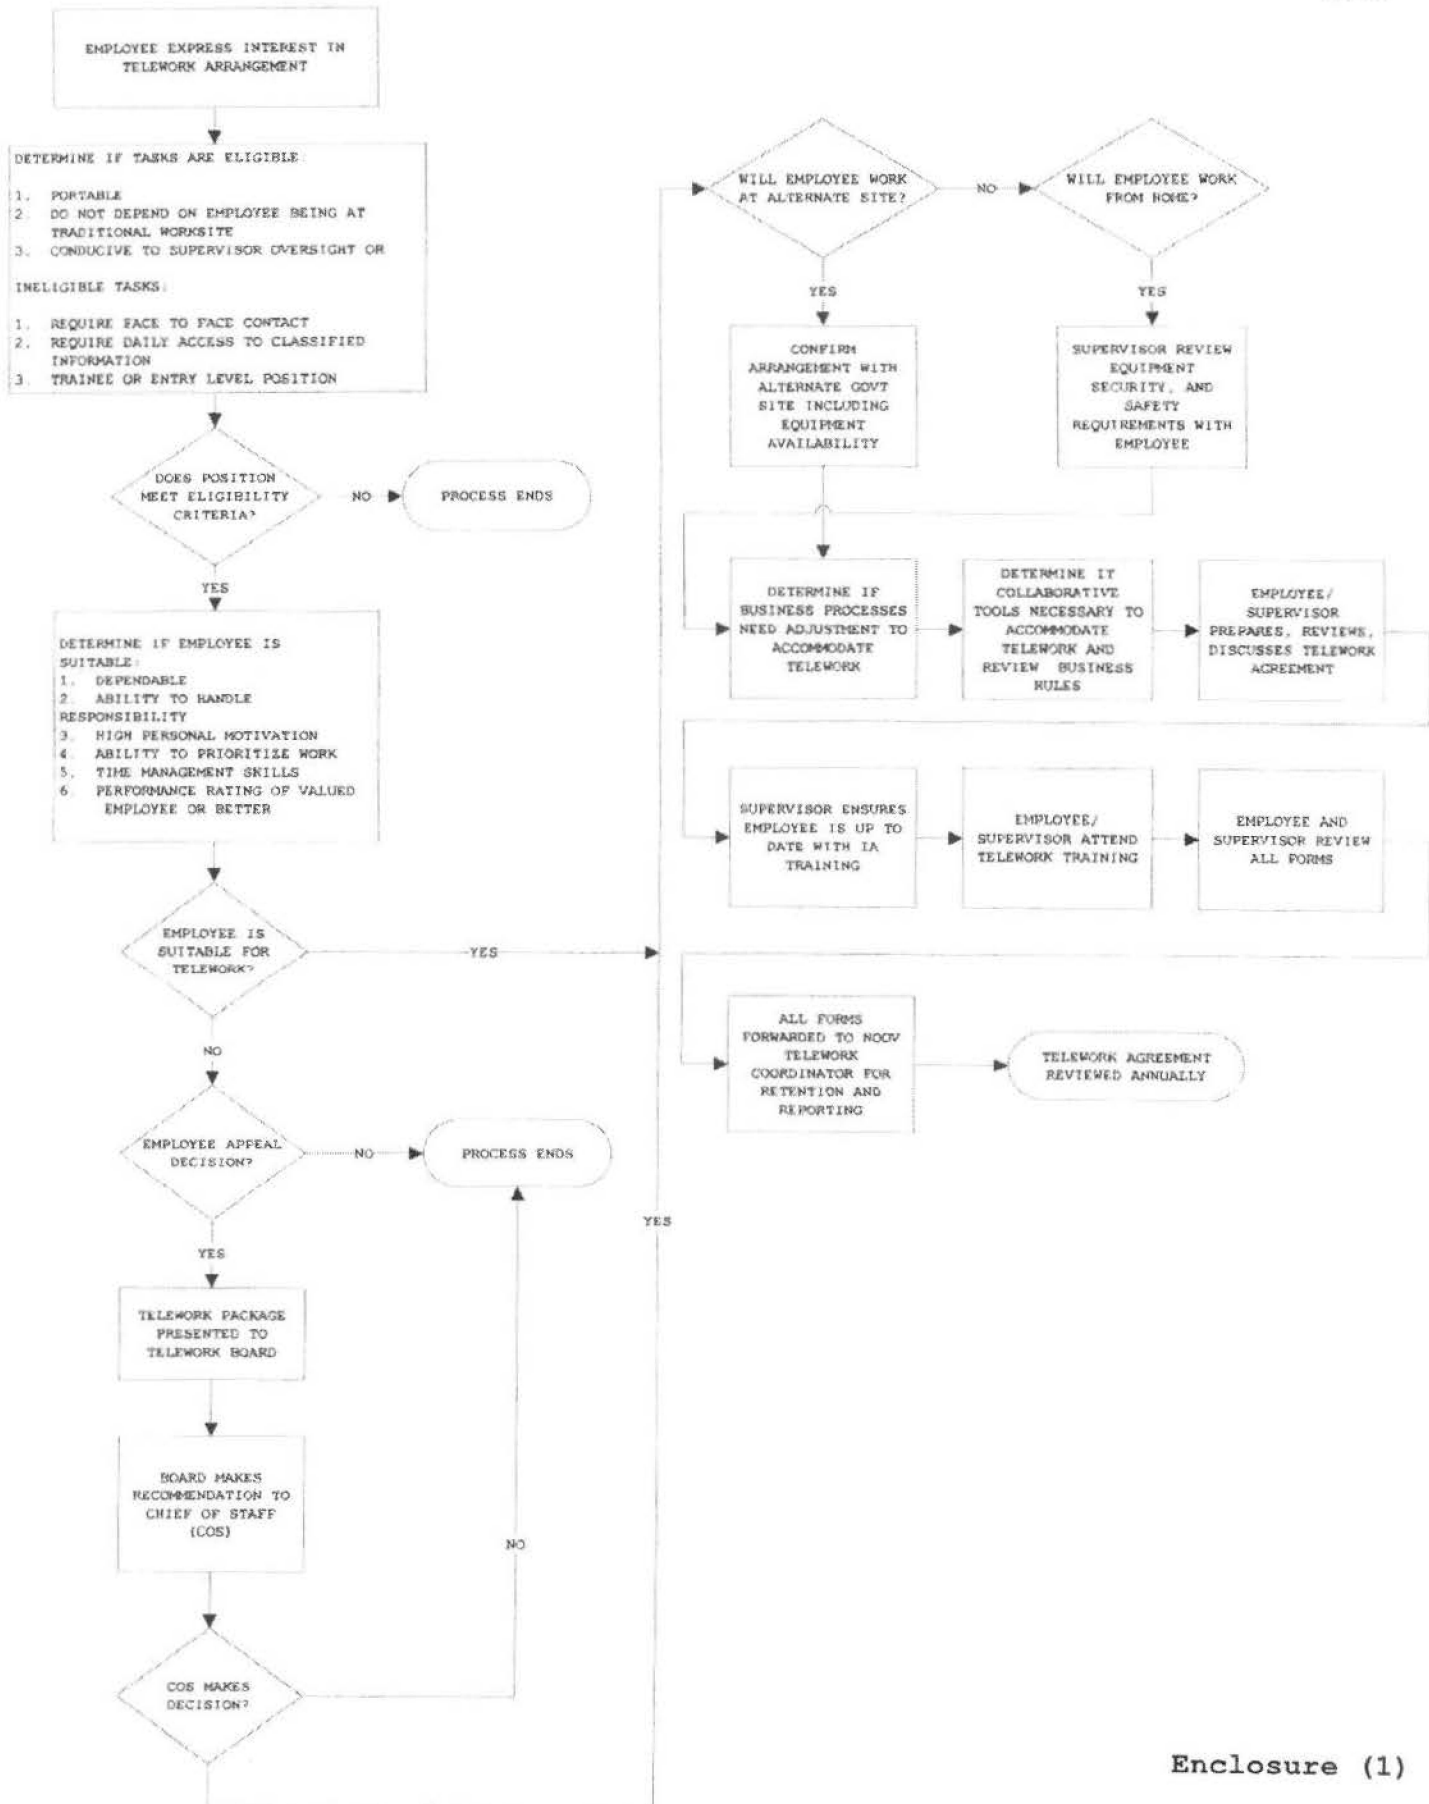 EMPLOYEE EXPRESS INTEREST IN
TELEWORK ARRANGEMENT
DETERMINE IF TASKS ARE ELIGIBLE:
1. PORTABLE
2. DO NOT DEPEND ON EMPLOYEE BEING AT
TRADITIONAL WORKSITE
3. CONDUCIVE TO SUPERVISOR OVERSIGHT OR
INELIGIBLE TASKS:
1. REQUIRE FACE TO FACE CONTACT
2. REQUIRE DAILY ACCESS TO CLASSIFIED
INFORMATION
3. TRAINEE OR ENTRY LEVEL POSITION
DOES POSITION
MEET ELIGIBILITY
CRITERIA?
NO
PROCESS ENDS
YES
DETERMINE IF EMPLOYEE IS
SUITABLE:
1. DEPENDABLE
2. ABILITY TO HANDLE
RESPONSIBILITY
3. HIGH PERSONAL MOTIVATION
4. ABILITY TO PRIORITIZE WORK
5. TIME MANAGEMENT SKILLS
6. PERFORMANCE RATING OF VALUED
EMPLOYEE OR BETTER
EMPLOYEE IS
SUITABLE FOR
TELEWORK?
YES
NO
EMPLOYEE APPEAL
DECISION?
NO
PROCESS ENDS
YES
TELEWORK PACKAGE
PRESENTED TO
TELEWORK BOARD
BOARD MAKES
RECOMMENDATION TO
CHIEF OF STAFF
(COS)
NO
COS MAKES
DECISION?
YES
WILL EMPLOYEE WORK
AT ALTERNATE SITE?
NO
WILL EMPLOYEE WORK
FROM HOME?
YES
YES
CONFIRM
ARRANGEMENT WITH
ALTERNATE GOVT
SITE INCLUDING
EQUIPMENT
AVAILABILITY
SUPERVISOR REVIEW
EQUIPMENT
SECURITY, AND
SAFETY
REQUIREMENTS WITH
EMPLOYEE
DETERMINE IF
BUSINESS PROCESSES
NEED ADJUSTMENT TO
ACCOMMODATE
TELEWORK
DETERMINE IT
COLLABORATIVE
TOOLS NECESSARY TO
ACCOMMODATE
TELEWORK AND
REVIEW BUSINESS
RULES
EMPLOYEE/
SUPERVISOR
PREPARES, REVIEWS,
DISCUSSES TELEWORK
AGREEMENT
SUPERVISOR ENSURES
EMPLOYEE IS UP TO
DATE WITH IA
TRAINING
EMPLOYEE/
SUPERVISOR ATTEND
TELEWORK TRAINING
EMPLOYEE AND
SUPERVISOR REVIEW
ALL FORMS
ALL FORMS
FORWARDED TO NOOV
TELEWORK
COORDINATOR FOR
RETENTION AND
REPORTING
TELEWORK AGREEMENT
REVIEWED ANNUALLY
Enclosure (1)